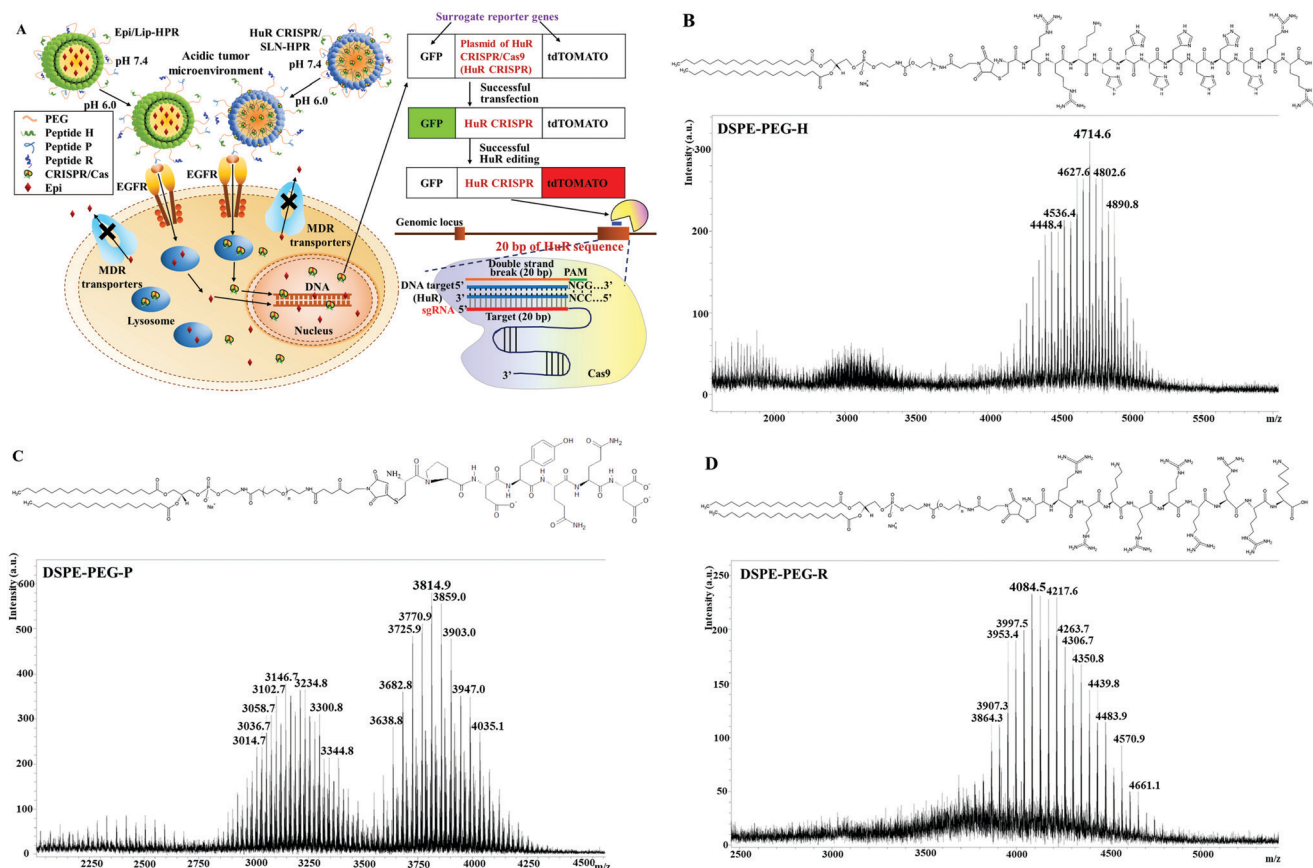 A
Epi/Lip-HPR
pH 7.4
Acidic tumor
microenvironment
HuR CRISPR/
SLN-HPR
pH 7.4
pH 6.0
pH 6.0
PEG
Peptide H
Peptide P
Peptide R
CRISPR/Cas
Epi
EGFR
EGFR
MDR
transporters
MDR
transporters
Lysosome
DNA
Nucleus
Surrogate reporter genes
GFP
Plasmid of HuR
CRISPR/Cas9
(HuR CRISPR)
tdTOMATO
Successful
transfection
GFP
HuR CRISPR
tdTOMATO
Successful
HuR editing
GFP
HuR CRISPR
tdTOMATO
Genomic locus
20 bp of HuR sequence
Double strand
break (20 bp)
PAM
DNA target 5’
NGG…3’
(HuR)
3’
NCC…5’
sgRNA
5’
Target (20 bp)
3’
Cas9
B
DSPE-PEG-H
Intensity (a.u.)
300
200
100
0
4714.6
4627.6
4802.6
4536.4
4890.8
4448.4
2000
3000
3500
4000
4500
5000
5500
m/z
C
DSPE-PEG-P
Intensity (a.u.)
600
500
400
300
200
100
0
3814.9
3859.0
3770.9
3725.9
3903.0
3682.8
3947.0
3638.8
4035.1
3146.7
3102.7
3234.8
3058.7
3036.7
3300.8
3014.7
3344.8
2250
2500
2750
3000
3250
3500
3750
4000
4250
4500
m/z
D
DSPE-PEG-R
Intensity (a.u.)
250
200
150
100
50
0
4084.5
4217.6
3997.5
3953.4
4263.7
4306.7
4350.8
4439.8
3907.3
3864.3
4483.9
4570.9
4661.1
2500
3000
3500
4000
4500
5000
m/z